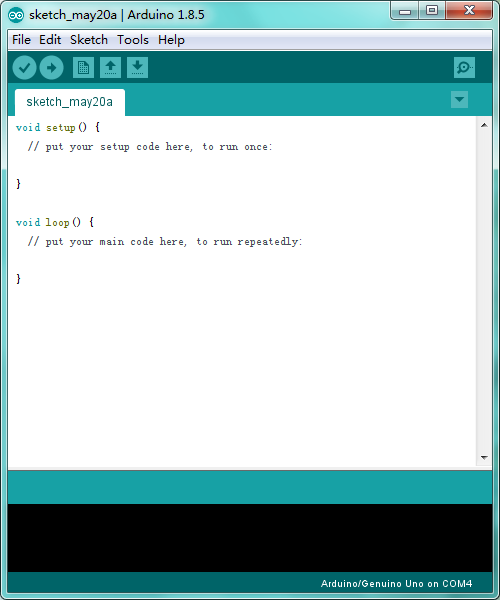 sketch_may20a | Arduino 1.8.5
File Edit Sketch Tools Help
sketch_may20a
void setup() {
// put your setup code here, to run once:
}
void loop() {
// put your main code here, to run repeatedly:
}
Arduino/Genuino Uno on COM4